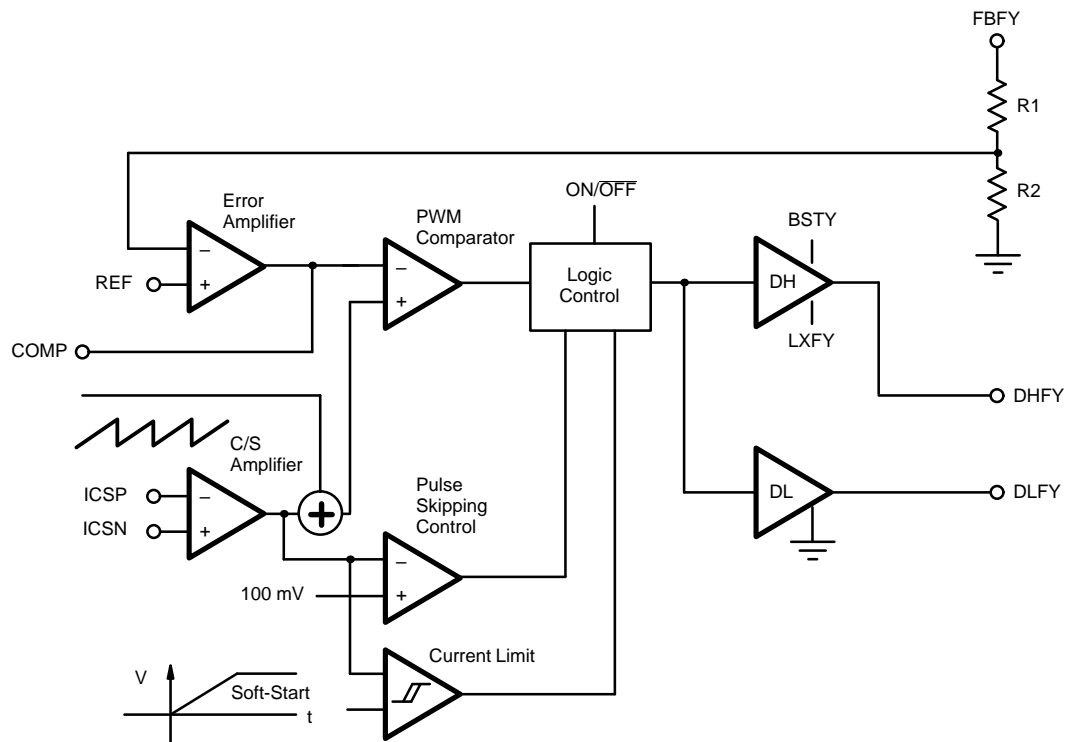 FBFY
R1
R2
Error
Amplifier
PWM
Comparator
ON/O̅F̅F̅
BSTY
−
REF
+
−
+
Logic
Control
DH
LXFY
COMP
DHFY
C/S
Amplifier
ICSP
−
ICSN
+
+
Pulse
Skipping
Control
DL
DLFY
−
100 mV
+
Current Limit
V
Soft-Start
t